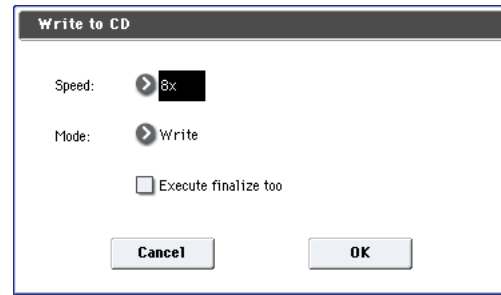 Write to CD
Speed: 8x
Mode: Write
Execute finalize too
Cancel OK